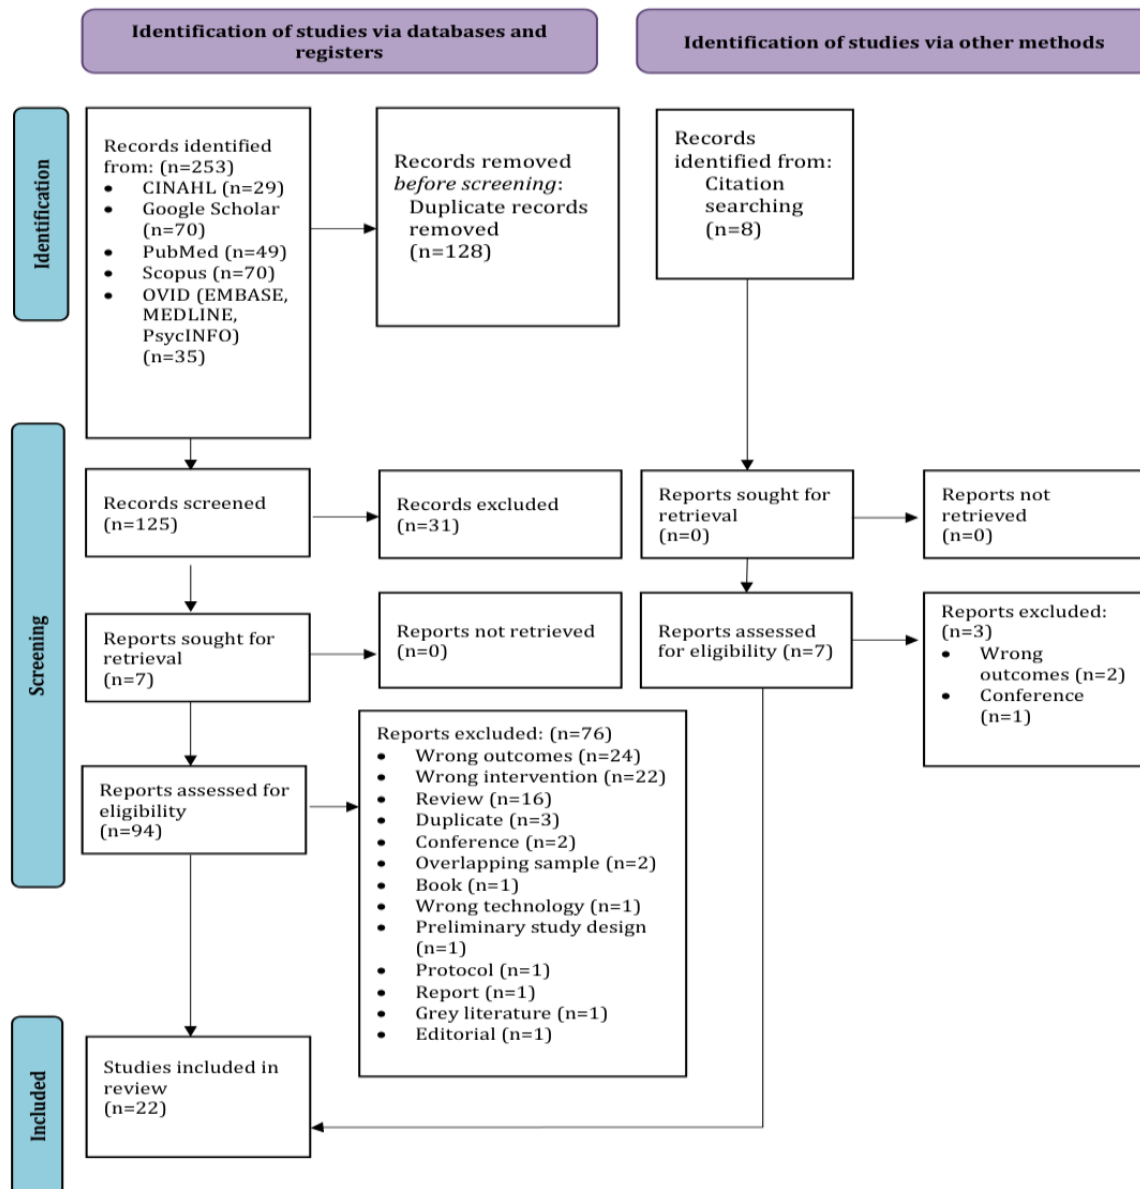 Identification of studies via databases and
registers
Identification of studies via other methods
Identification
Records identified
from: (n=253)
• CINAHL (n=29)
• Google Scholar
(n=70)
• PubMed (n=49)
• Scopus (n=70)
• OVID (EMBASE,
MEDLINE,
PsycINFO)
(n=35)
Records removed
before screening:
Duplicate records
removed
(n=128)
Records
identified from:
Citation
searching
(n=8)
Screening
Records screened
(n=125)
Records excluded
(n=31)
Reports sought for
retrieval
(n=0)
Reports not
retrieved
(n=0)
Reports sought for
retrieval
(n=7)
Reports not retrieved
(n=0)
Reports assessed
for eligibility (n=7)
Reports excluded:
(n=3)
• Wrong
outcomes (n=2)
• Conference
(n=1)
Reports assessed for
eligibility
(n=94)
Reports excluded: (n=76)
• Wrong outcomes (n=24)
• Wrong intervention (n=22)
• Review (n=16)
• Duplicate (n=3)
• Conference (n=2)
• Overlapping sample (n=2)
• Book (n=1)
• Wrong technology (n=1)
• Preliminary study design
(n=1)
• Protocol (n=1)
• Report (n=1)
• Grey literature (n=1)
• Editorial (n=1)
Included
Studies included in
review
(n=22)